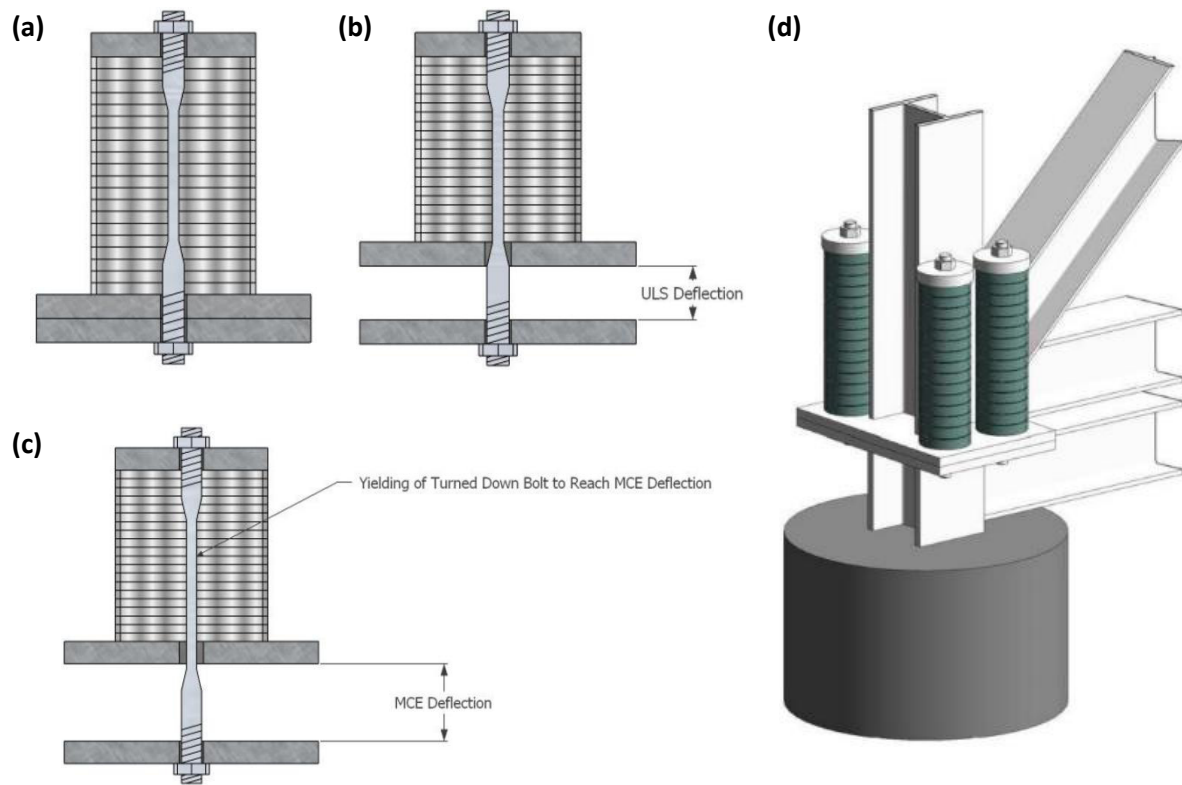 (a)
(b)
(d)
ULS Deflection
(c)
Yielding of Turned Down Bolt to Reach MCE Deflection
MCE Deflection